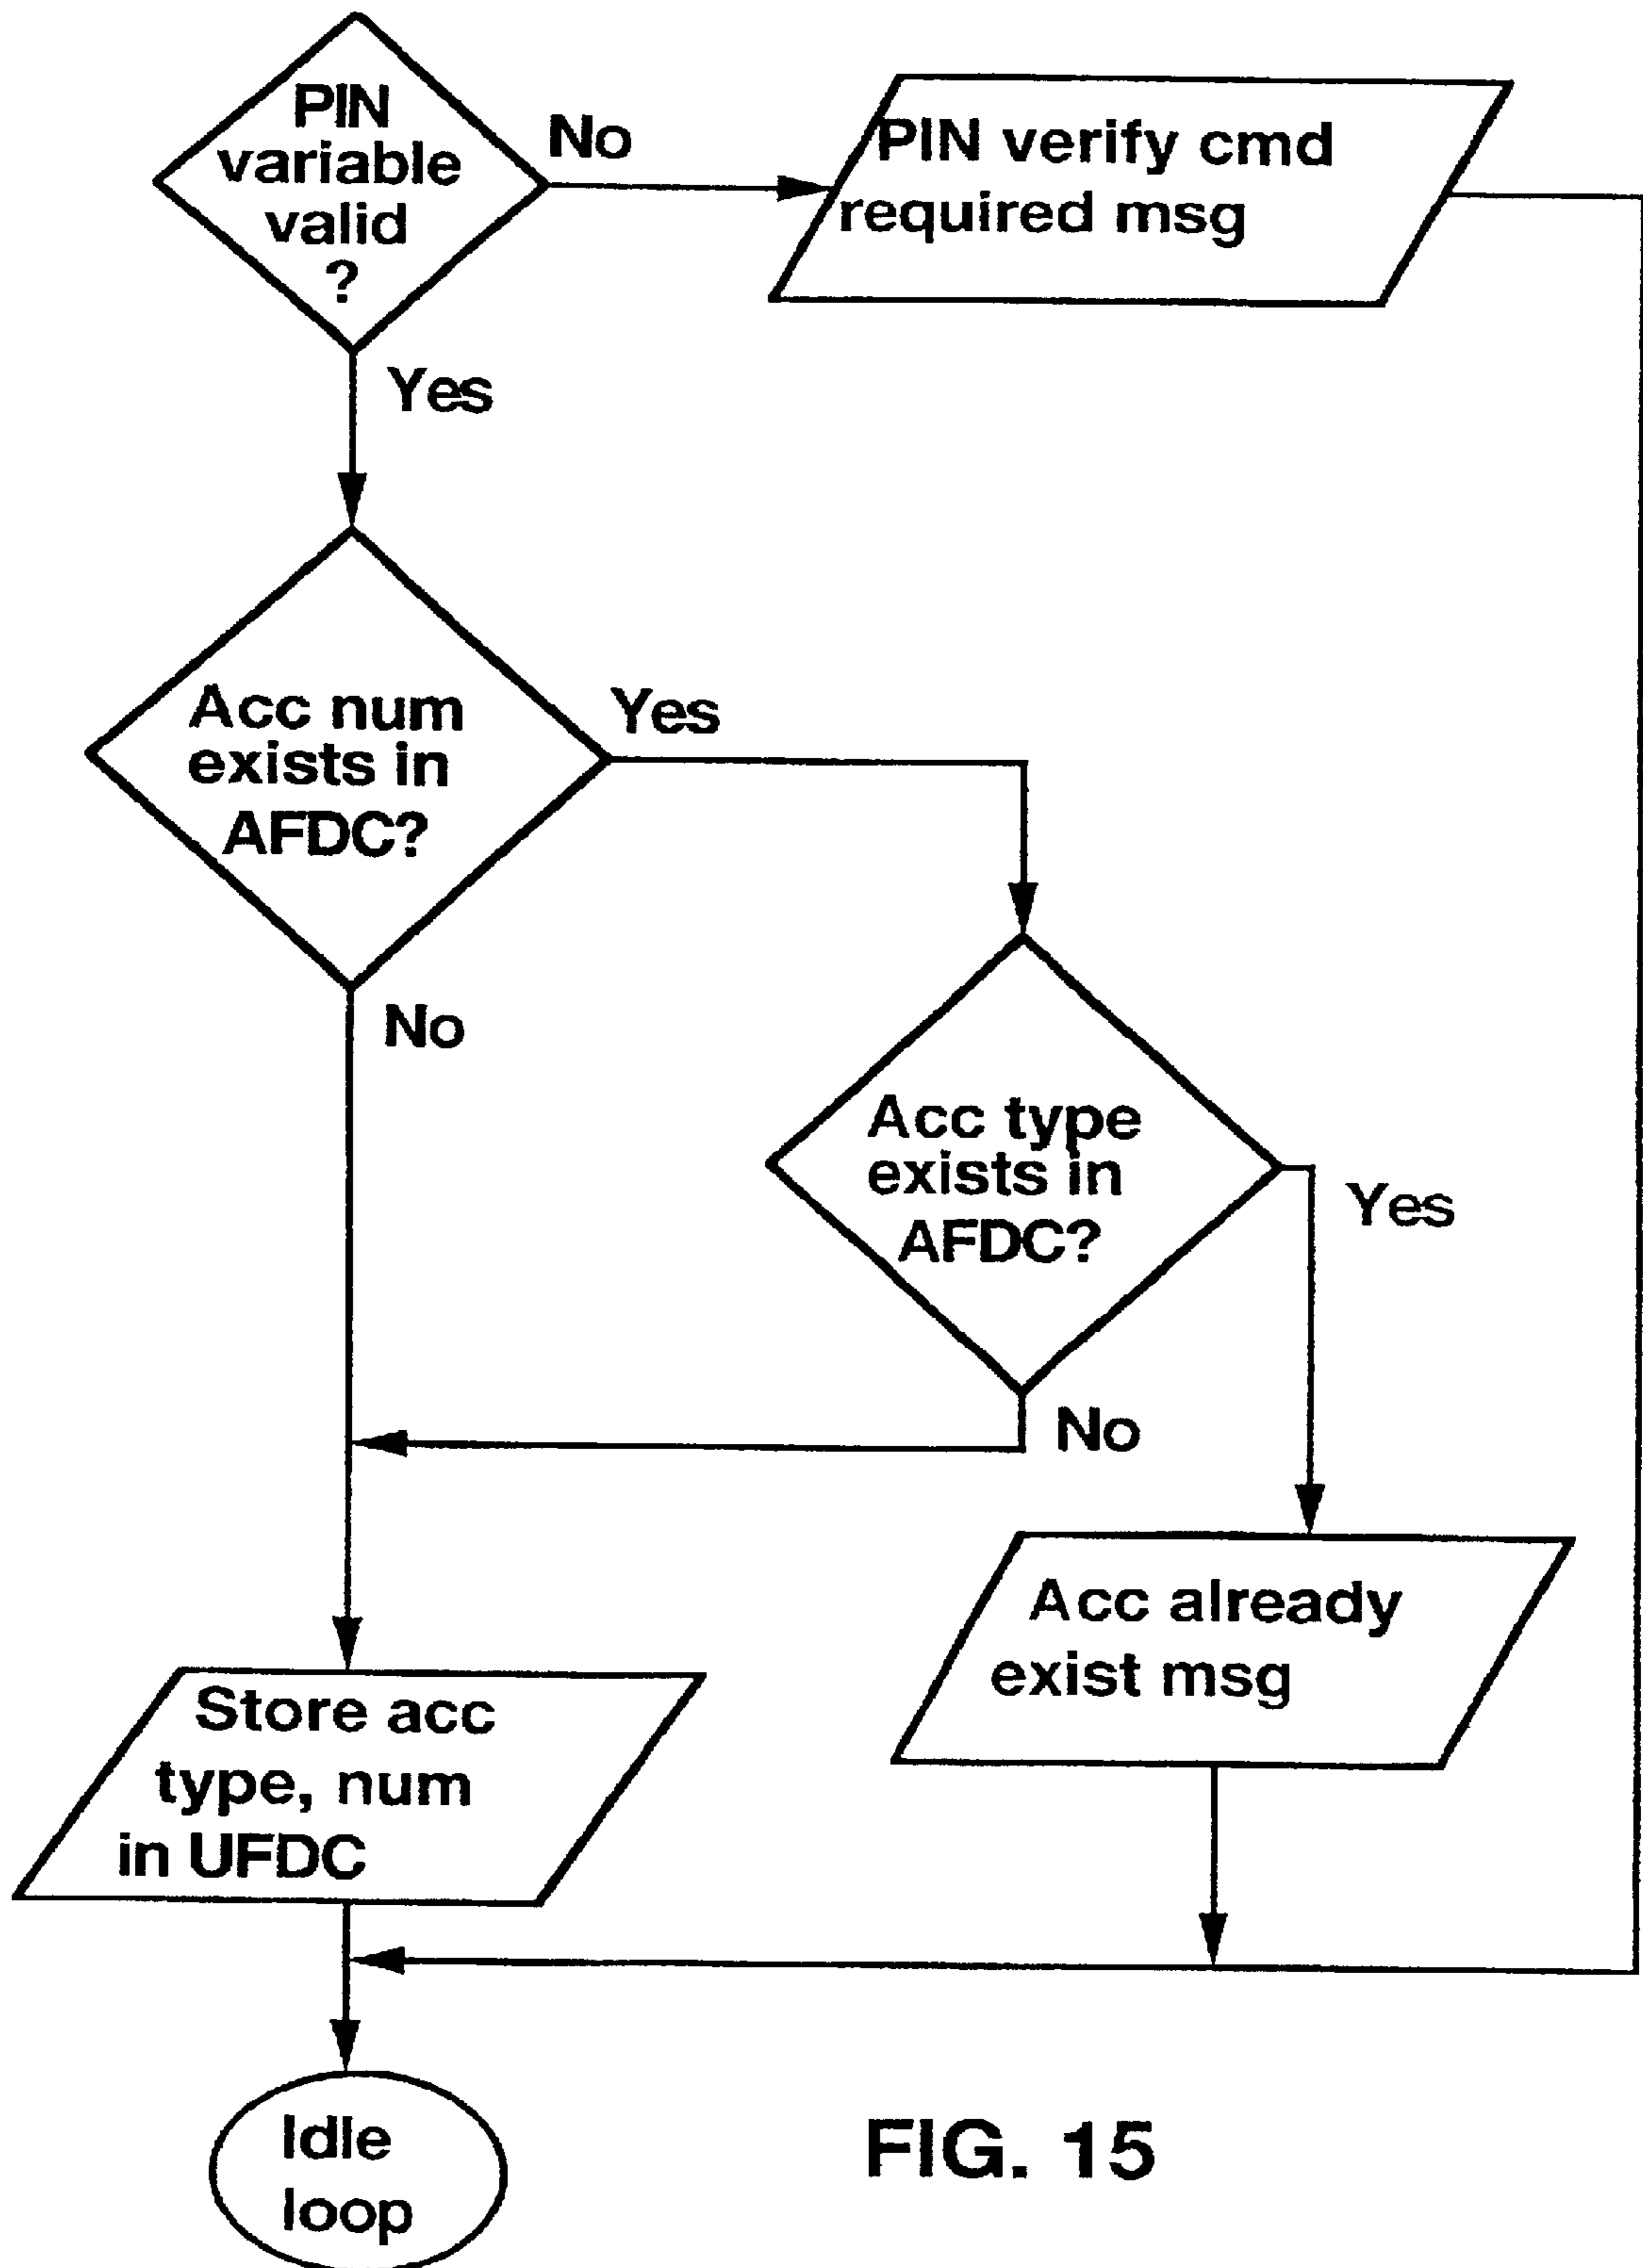 PIN
variable
valid
?
No
PIN verify cmd
required msg
Yes
Acc num
exists in
AFDC?
Yes
No
Acc type
exists in
AFDC?
Yes
No
Acc already
exist msg
Store acc
type, num
in UFDC
Idle
loop
FIG. 15